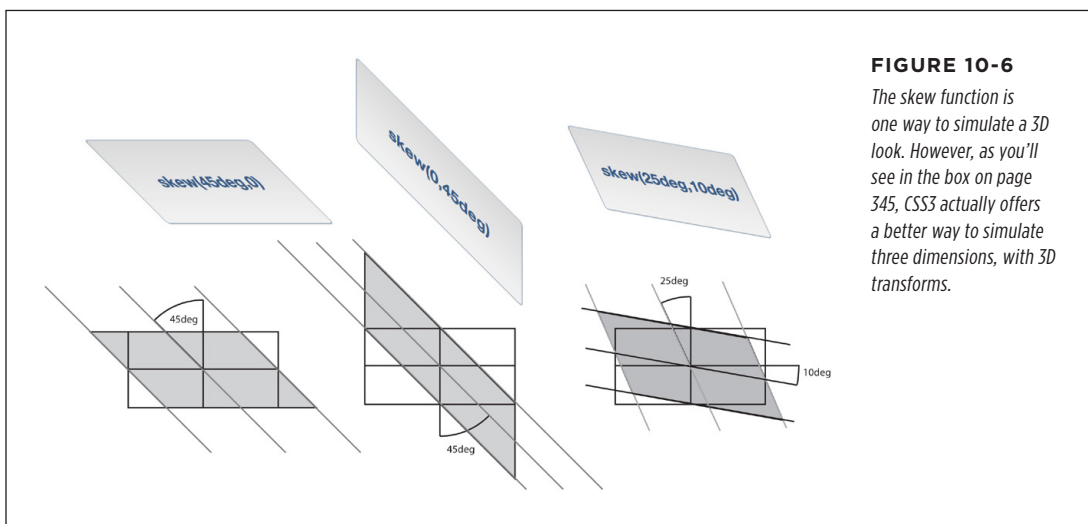 skew(45deg,0)
skew(0,45deg)
skew(25deg,10deg)
45deg
45deg
25deg
10deg
FIGURE 10-6
The skew function is
one way to simulate a 3D
look. However, as you’ll
see in the box on page
345, CSS3 actually offers
a better way to simulate
three dimensions, with 3D
transforms.